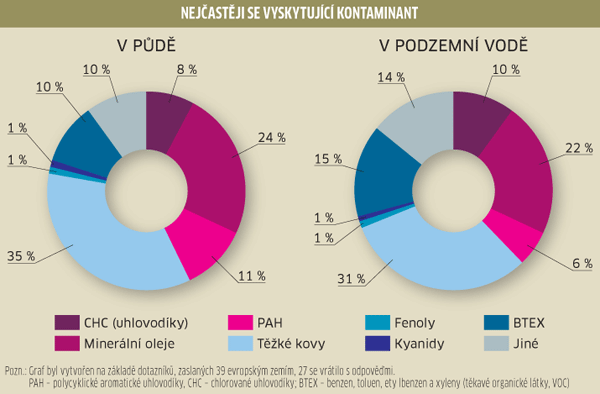 NEJČASTĚJI SE VYSKYTUJÍCÍ KONTAMINANT
V PŮDĚ
8 %
24 %
11 %
35 %
1 %
1 %
10 %
10 %
V PODZEMNÍ VODĚ
10 %
22 %
6 %
31 %
1 %
1 %
15 %
14 %
CHC (uhlovodíky)
PAH
Fenoly
BTEX
Minerální oleje
Těžké kovy
Kyanidy
Jiné
Pozn.: Graf byl vytvořen na základě dotazníků, zaslaných 39 evropským zemím, 27 se vrátilo s odpověďmi.
PAH – polycyklické aromatické uhlovodíky, CHC – chlorované uhlovodíky; BTEX – benzen, toluen, ety lbenzen a xyleny (těkavé organické látky, VOC)